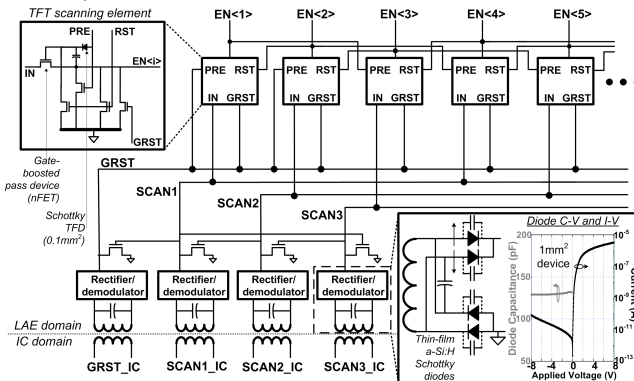 TFT scanning element
PRE RST
IN
EN<i>
GRST
Gate-
boosted
pass device
(nFET)
Schottky
TFD
(0.1mm²)
EN<1> EN<2> EN<3> EN<4> EN<5>
PRE RST PRE RST PRE RST PRE RST PRE RST
IN GRST IN GRST IN GRST IN GRST IN GRST
GRST
SCAN1
SCAN2
SCAN3
Rectifier/
demodulator
Rectifier/
demodulator
Rectifier/
demodulator
Rectifier/
demodulator
LAE domain
IC domain
GRST_IC SCAN1_IC SCAN2_IC SCAN3_IC
Thin-film
a-Si:H
Schottky
diodes
Diode C-V and I-V
1mm²
device
Diode Capacitance (pF)
200
150
100
50
10⁻⁵
10⁻⁷
10⁻⁹
10⁻¹¹
10⁻¹³
-8 -4 0 4 8
Applied Voltage (V)